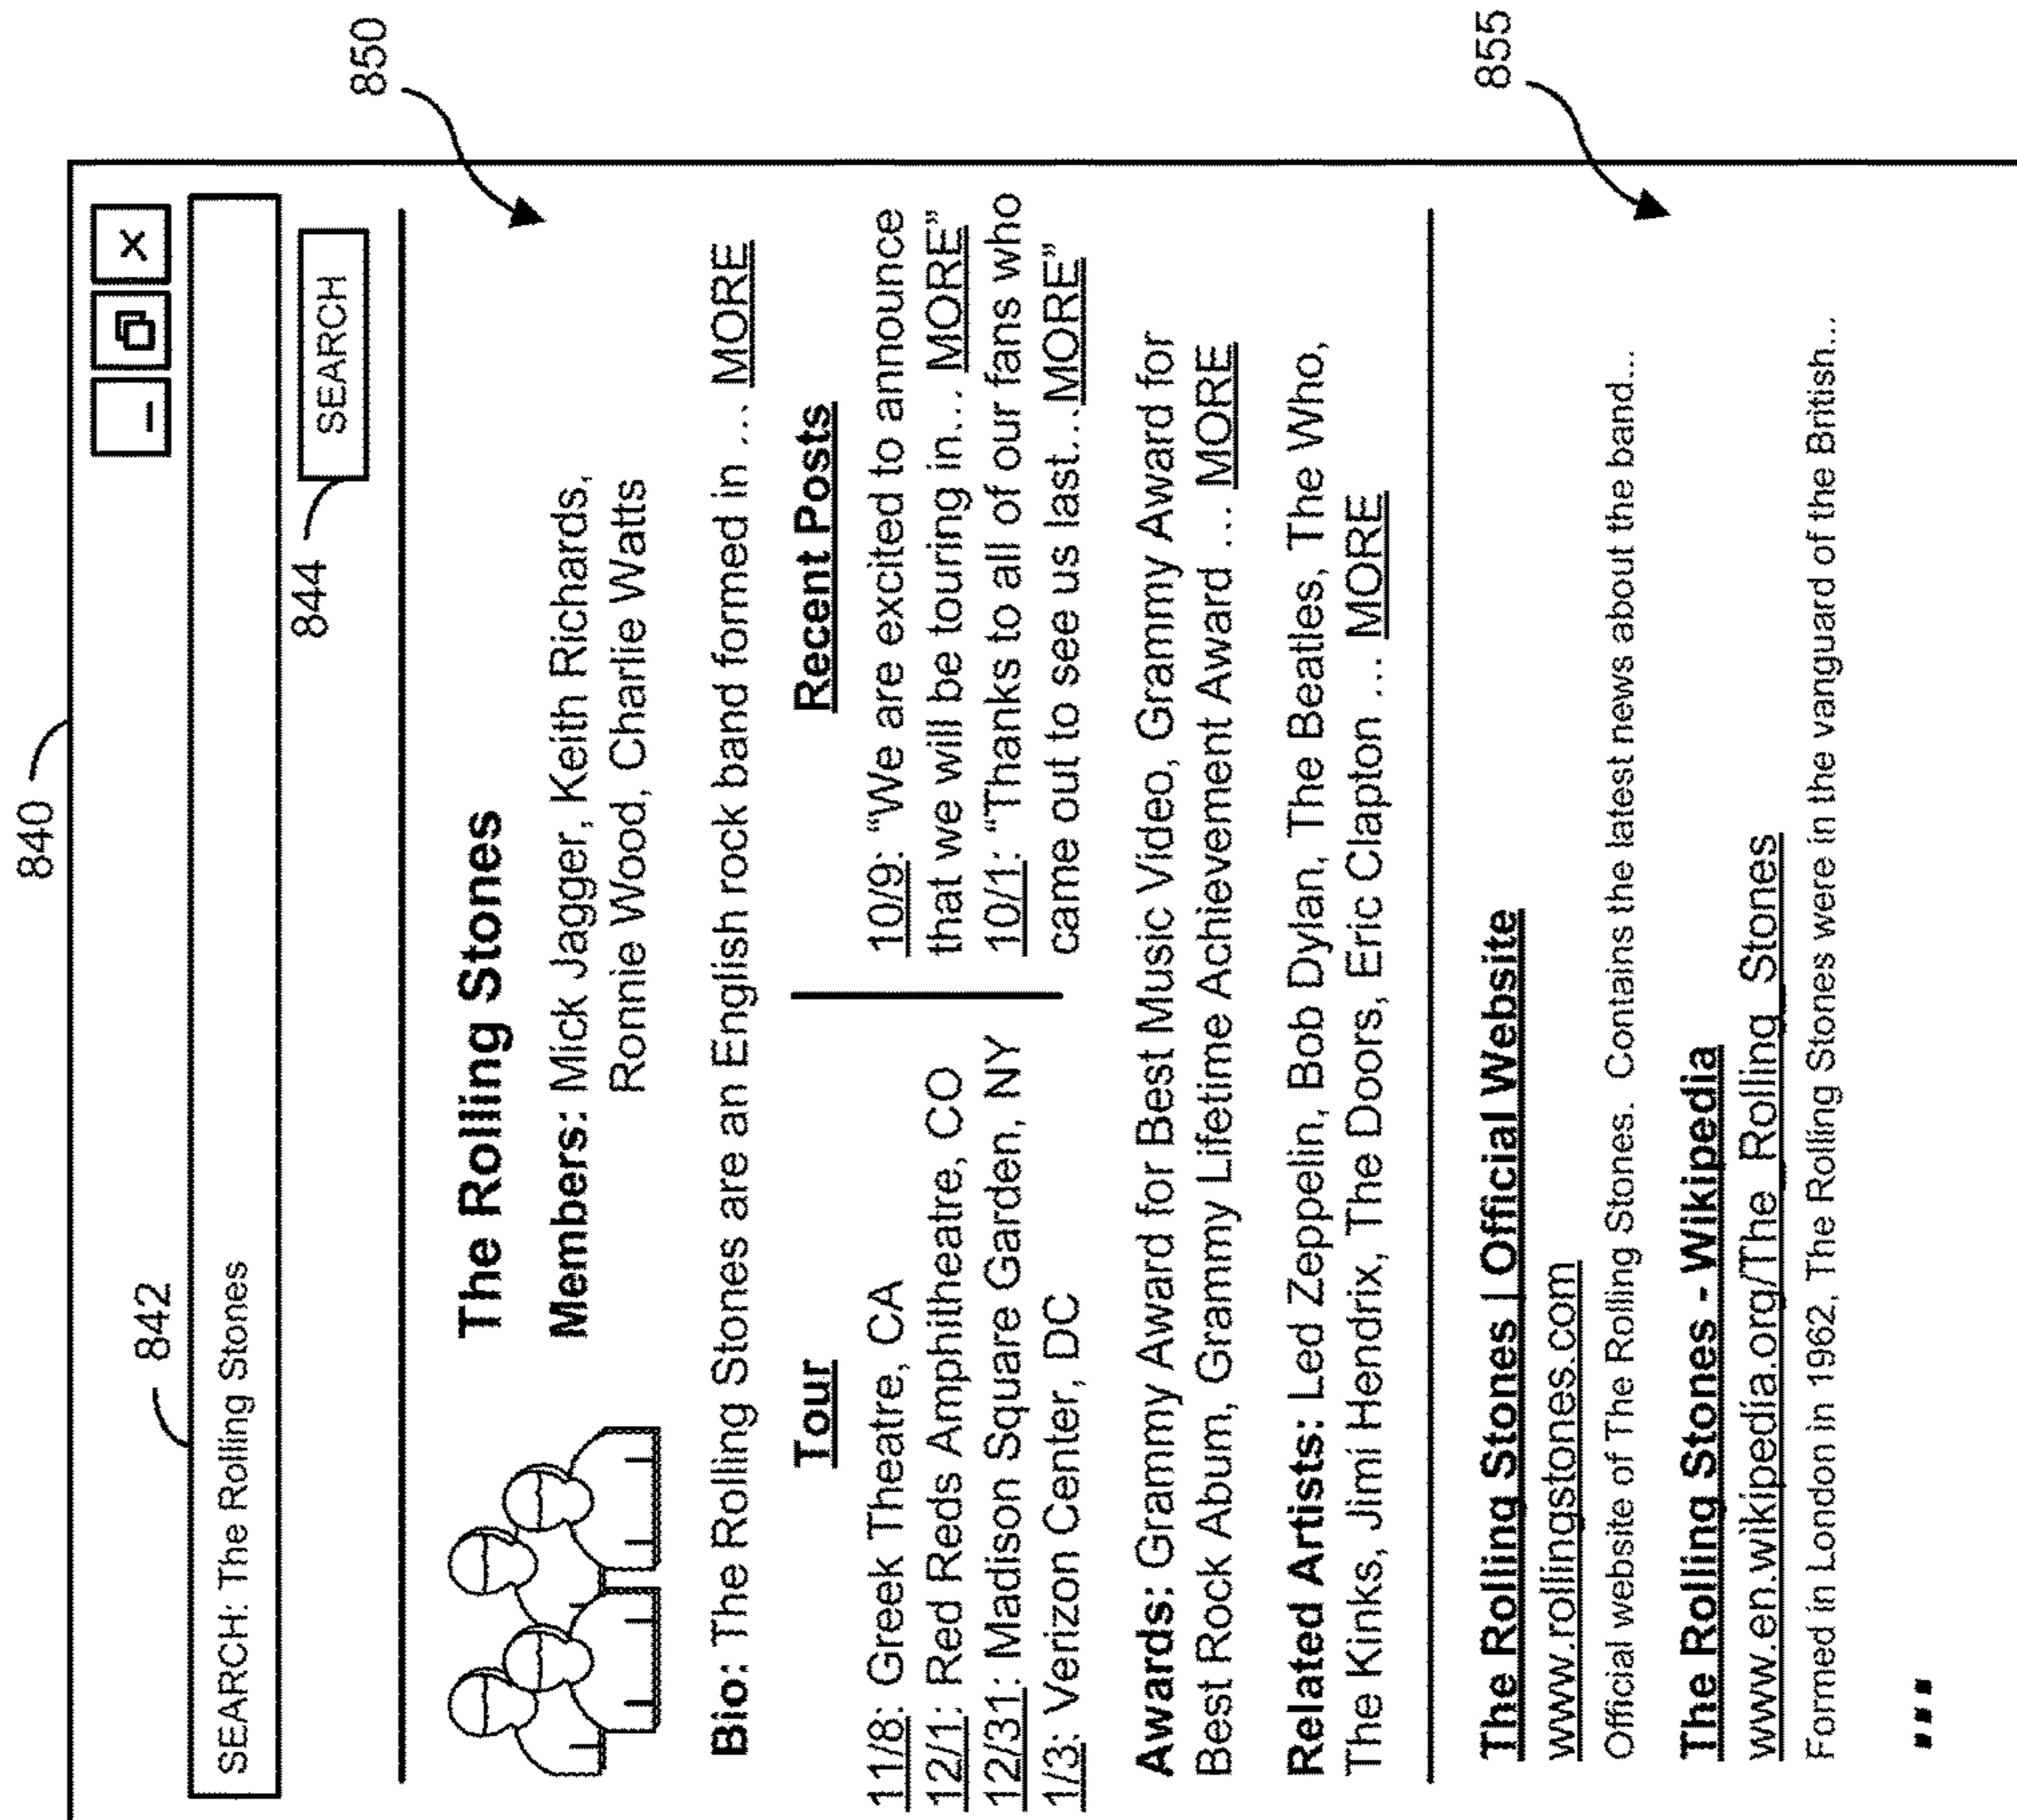 840
842
SEARCH: The Rolling Stones
844
SEARCH
850
The Rolling Stones
Members: Mick Jagger, Keith Richards,
Ronnie Wood, Charlie Watts
Bio: The Rolling Stones are an English rock band formed in ... MORE
Tour
11/8: Greek Theatre, CA
12/1: Red Reds Amphitheatre, CO
12/31: Madison Square Garden, NY
1/3: Verizon Center, DC
Recent Posts
10/9: “We are excited to announce
that we will be touring in... MORE”
10/1: “Thanks to all of our fans who
came out to see us last...MORE”
Awards: Grammy Award for Best Music Video, Grammy Award for
Best Rock Abum, Grammy Lifetime Achievement Award ... MORE
Related Artists: Led Zeppelin, Bob Dylan, The Beatles, The Who,
The Kinks, Jimi Hendrix, The Doors, Eric Clapton ... MORE
855
The Rolling Stones | Official Website
www.rollingstones.com
Official website of The Rolling Stones. Contains the latest news about the band...
The Rolling Stones - Wikipedia
www.en.wikipedia.org/The_Rolling_Stones
Formed in London in 1962, The Rolling Stones were in the vanguard of the British...